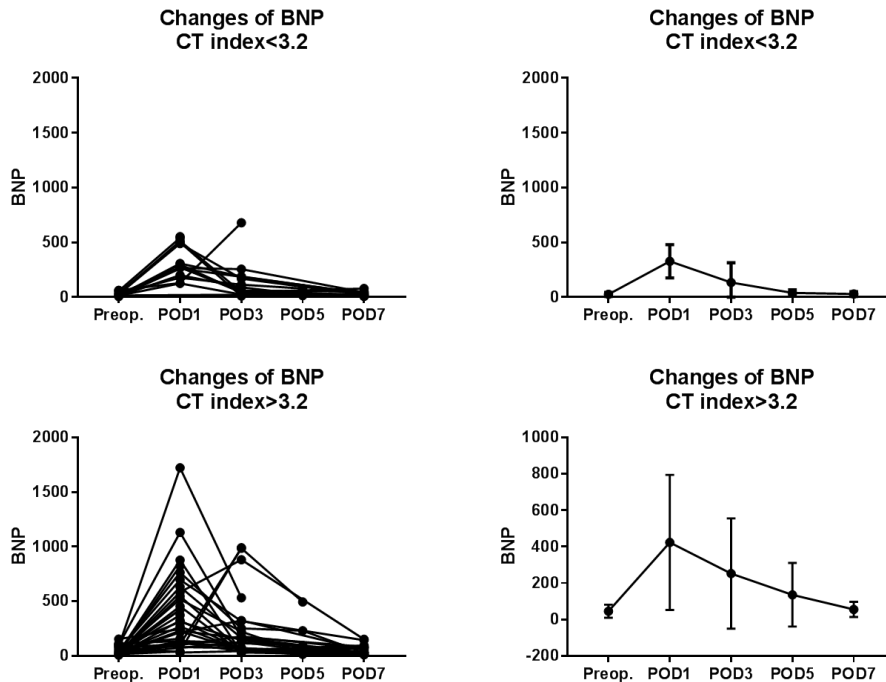 Changes of BNP
CT index<3.2
2000
1500
1000
500
0
BNP
Preop. POD1 POD3 POD5 POD7
Changes of BNP
CT index<3.2
2000
1500
1000
500
0
BNP
Preop. POD1 POD3 POD5 POD7
Changes of BNP
CT index>3.2
2000
1500
1000
500
0
BNP
Preop. POD1 POD3 POD5 POD7
Changes of BNP
CT index>3.2
1000
800
600
400
200
0
-200
BNP
Preop. POD1 POD3 POD5 POD7